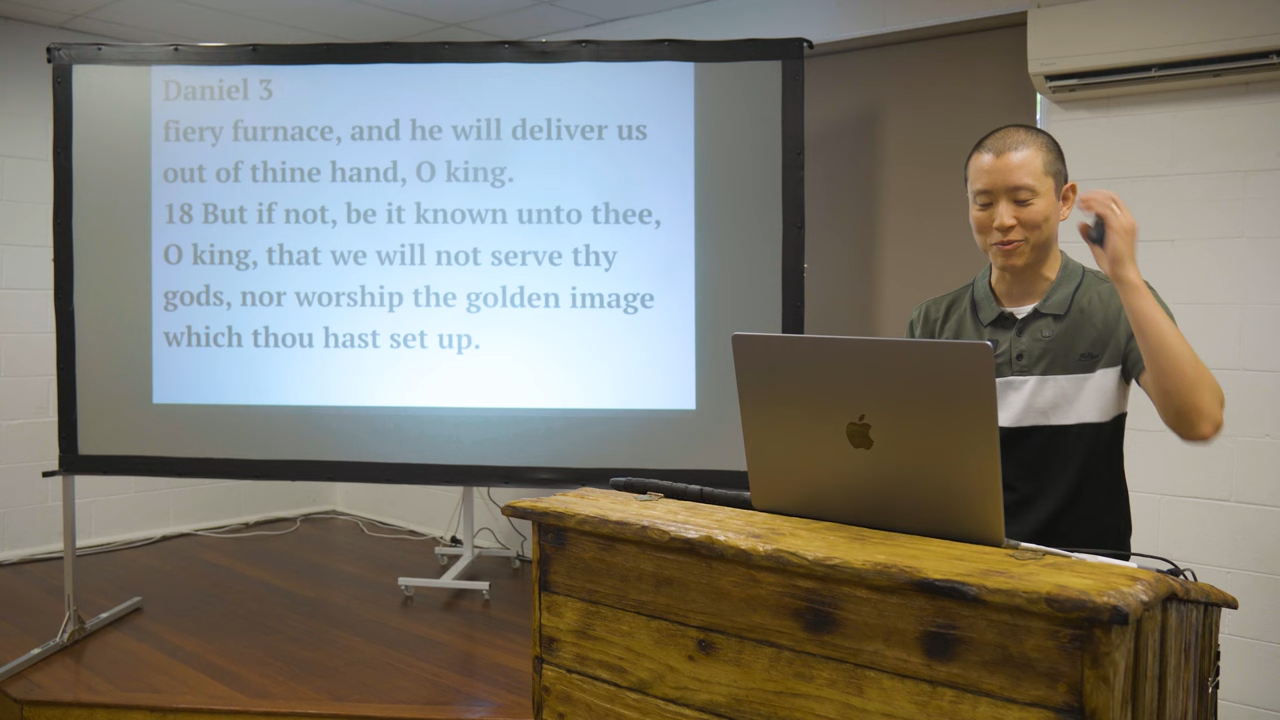 Daniel 3
fiery furnace, and he will deliver us
out of thine hand, O king.
18 But if not, be it known unto thee,
O king, that we will not serve thy
gods, nor worship the golden image
which thou hast set up.